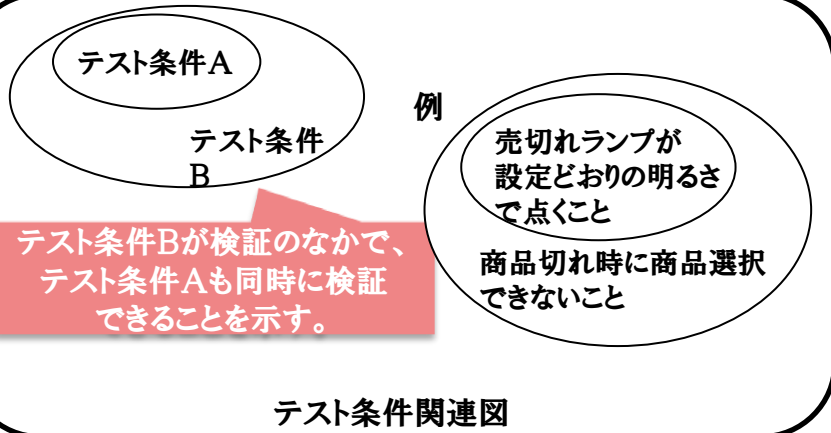 テスト条件A
テスト条件
B
テスト条件Bが検証のなかで、
テスト条件Aも同時に検証
できることを示す。
例
売切れランプが
設定どおりの明るさ
で点くこと
商品切れ時に商品選択
できないこと
テスト条件関連図